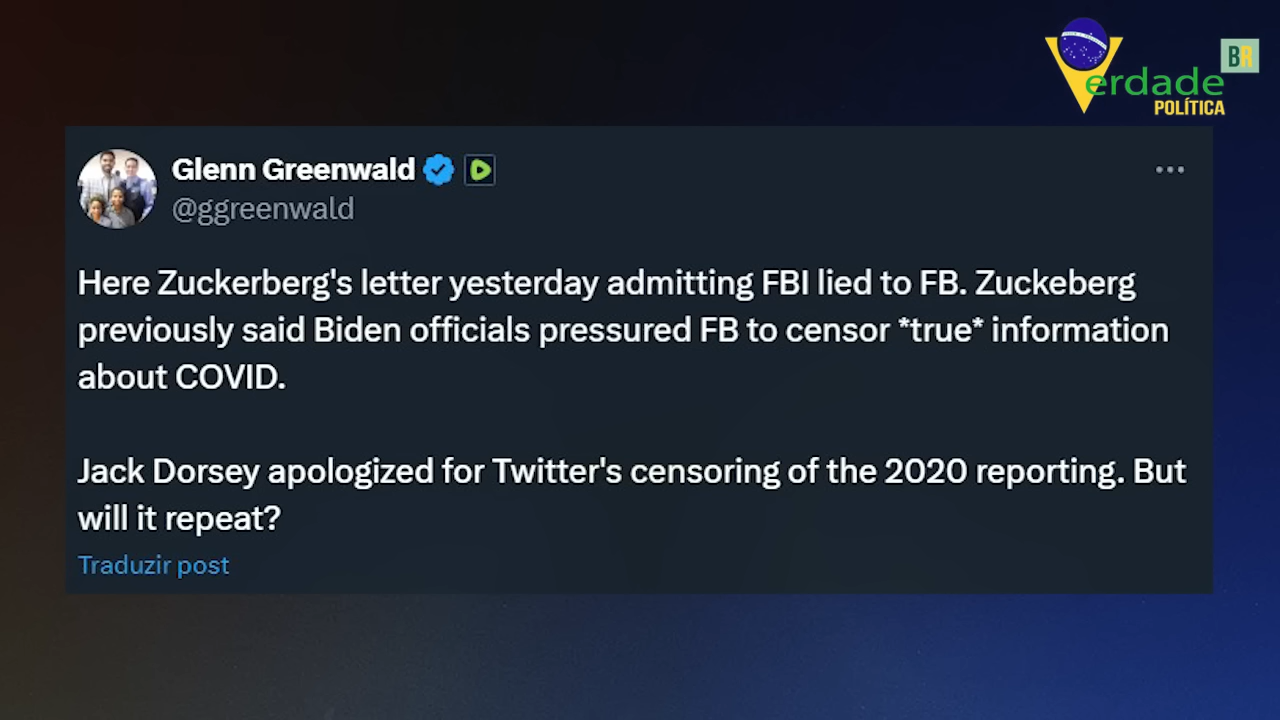 BR
erdade
POLÍTICA
Glenn Greenwald
@ggreenwald
Here Zuckerberg's letter yesterday admitting FBI lied to FB. Zuckeberg
previously said Biden officials pressured FB to censor *true* information
about COVID.
Jack Dorsey apologized for Twitter's censoring of the 2020 reporting. But
will it repeat?
Traduzir post